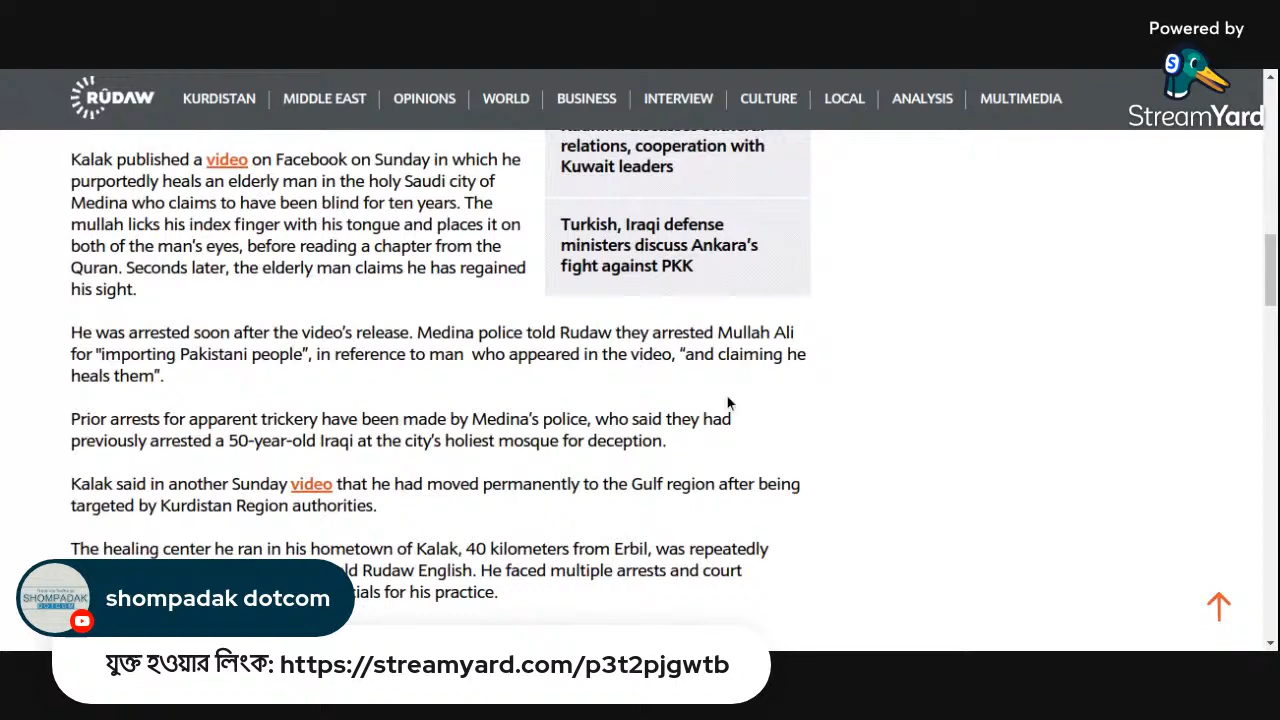 Powered by
StreamYard
RÛDAW
KURDISTAN
MIDDLE EAST
OPINIONS
WORLD
BUSINESS
INTERVIEW
CULTURE
LOCAL
ANALYSIS
MULTIMEDIA
relations, cooperation with
Kuwait leaders
Turkish, Iraqi defense
ministers discuss Ankara’s
fight against PKK
Kalak published a video on Facebook on Sunday in which he
purportedly heals an elderly man in the holy Saudi city of
Medina who claims to have been blind for ten years. The
mullah licks his index finger with his tongue and places it on
both of the man’s eyes, before reading a chapter from the
Quran. Seconds later, the elderly man claims he has regained
his sight.
He was arrested soon after the video’s release. Medina police told Rudaw they arrested Mullah Ali
for "importing Pakistani people”, in reference to man who appeared in the video, “and claiming he
heals them”.
Prior arrests for apparent trickery have been made by Medina’s police, who said they had
previously arrested a 50-year-old Iraqi at the city’s holiest mosque for deception.
Kalak said in another Sunday video that he had moved permanently to the Gulf region after being
targeted by Kurdistan Region authorities.
The healing center he ran in his hometown of Kalak, 40 kilometers from Erbil, was repeatedly
ld Rudaw English. He faced multiple arrests and court
cials for his practice.
SHOMPADAK
DOTCOM
shompadak dotcom
যুক্ত হওয়ার লিংক: https://streamyard.com/p3t2pjgwtb